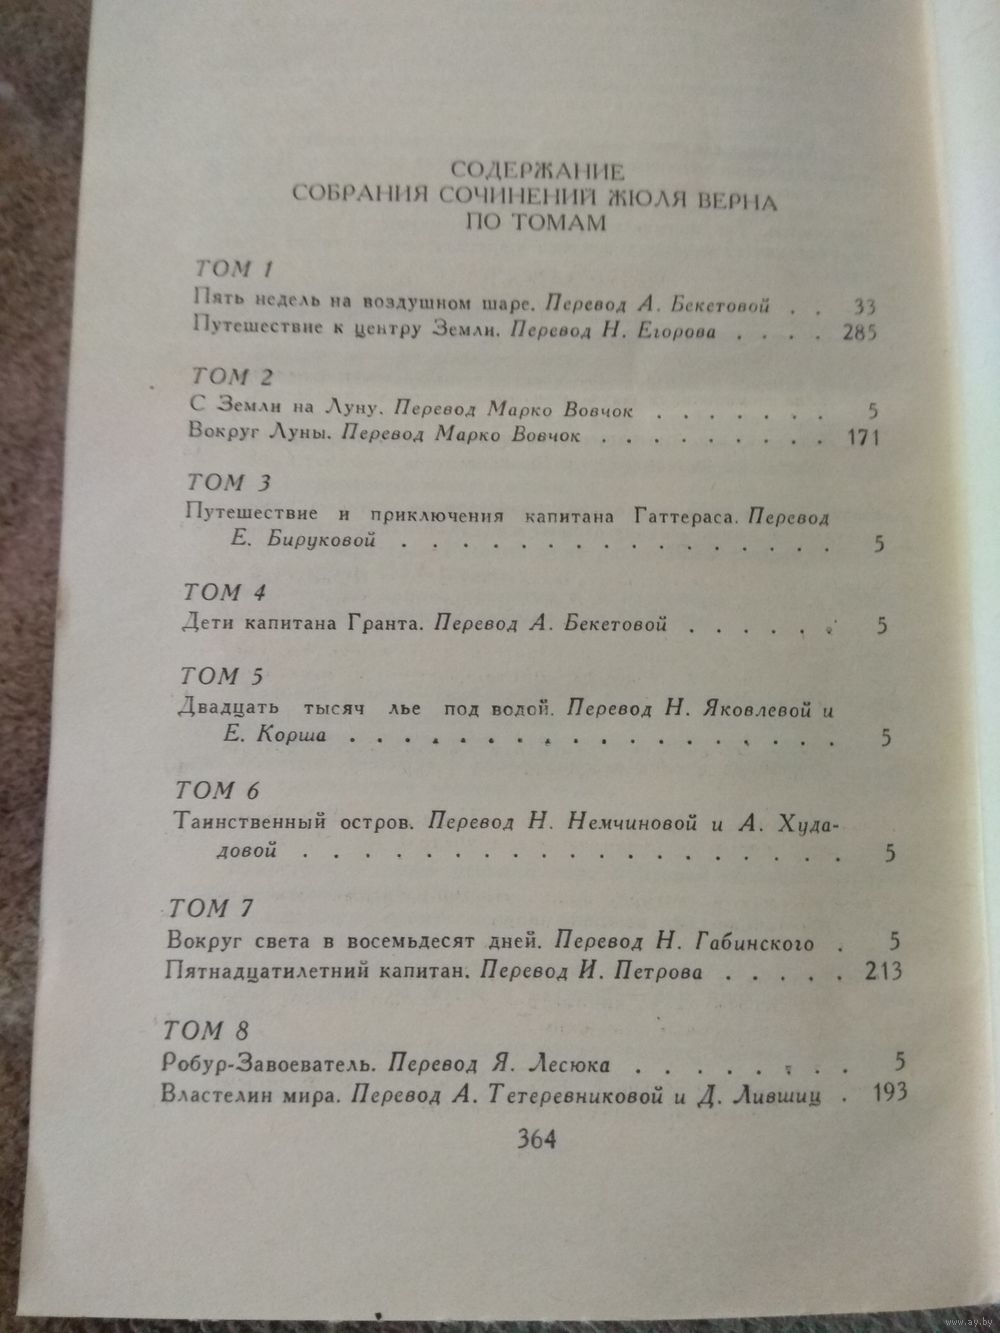 СОДЕРЖАНИЕ
СОБРАНИЯ СОЧИНЕНИЙ ЖЮЛЯ ВЕРНА
ПО ТОМАМ
ТОМ 1
Пять недель на воздушном шаре. Перевод А. Бекетовой . . 33
Путешествие к центру Земли. Перевод Н. Егорова . . . . 285
ТОМ 2
С Земли на Луну. Перевод Марко Вовчок . . . . . . . 5
Вокруг Луны. Перевод Марко Вовчок . . . . . . . . . 171
ТОМ 3
Путешествие и приключения капитана Гаттераса. Перевод
Е. Бируковой . . . . . . . . . . . . . . . . 5
ТОМ 4
Дети капитана Гранта. Перевод А. Бекетовой . . . . . . 5
ТОМ 5
Двадцать тысяч лье под водой. Перевод Н. Яковлевой и
Е. Корша . . . . . . . . . . . . . . . . . . 5
ТОМ 6
Таинственный остров. Перевод Н. Немчиновой и А. Худа-
довой . . . . . . . . . . . . . . . . . . 5
ТОМ 7
Вокруг света в восемьдесят дней. Перевод Н. Габинского . 5
Пятнадцатилетний капитан. Перевод И. Петрова . . . . . 213
ТОМ 8
Робур-Завоеватель. Перевод Я. Лесюка . . . . . . . . 5
Властелин мира. Перевод А. Тетеревниковой и Д. Лившиц . 193
364
www.ay.by